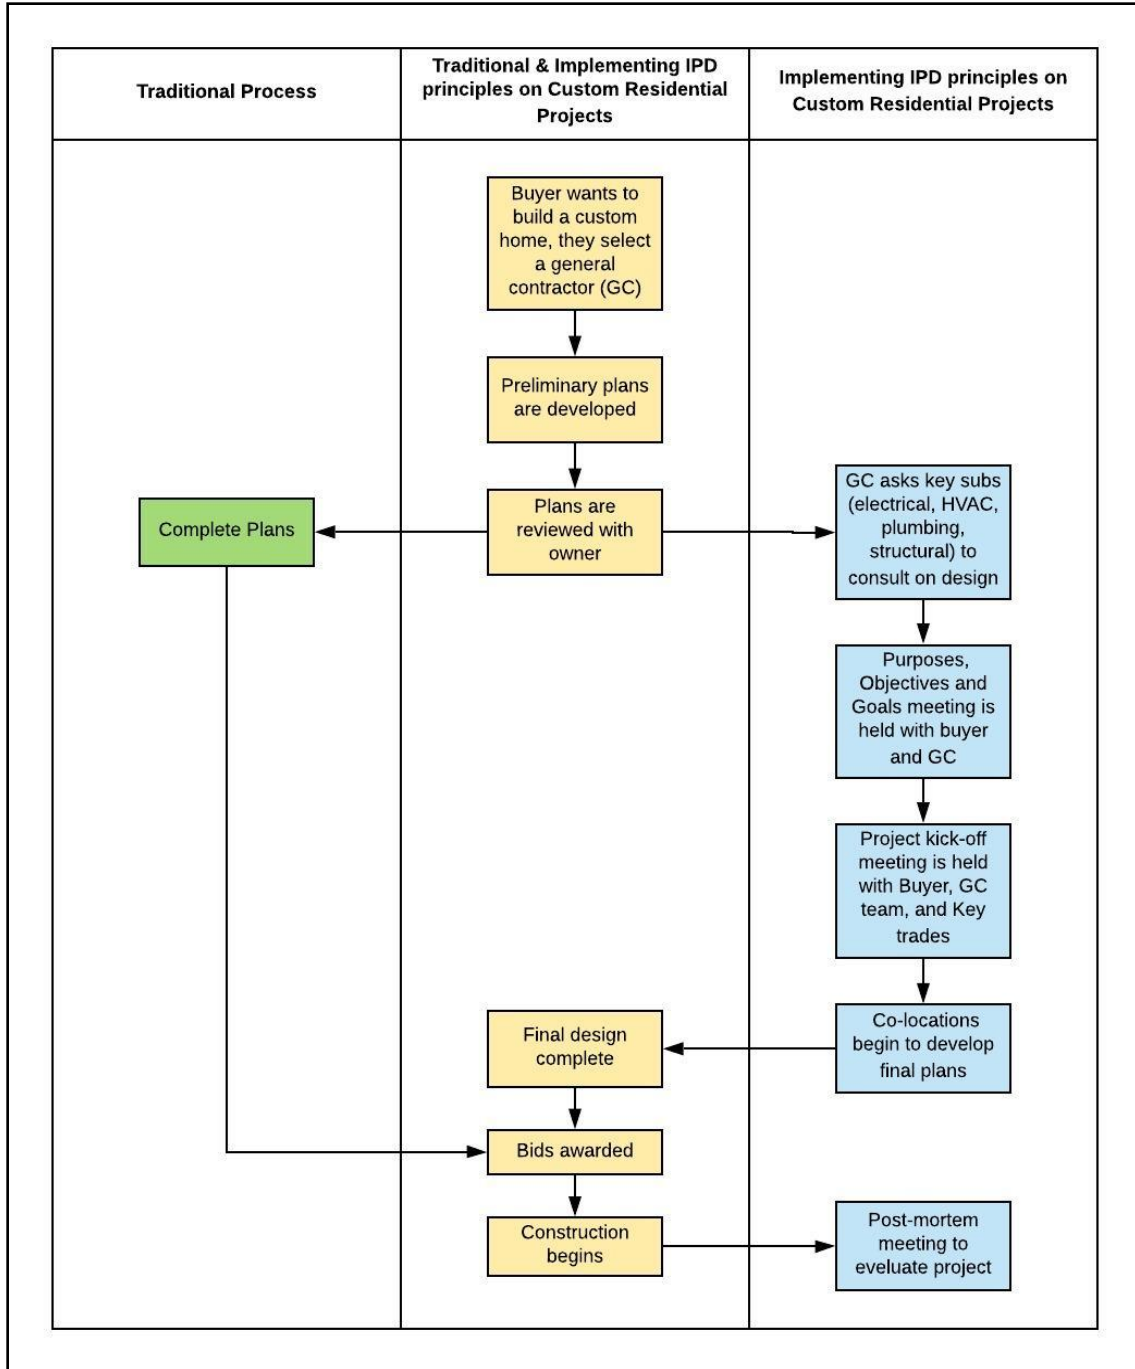 Traditional Process
Traditional & Implementing IPD
principles on Custom Residential
Projects
Implementing IPD principles on
Custom Residential Projects
Buyer wants to
build a custom
home, they select
a general
contractor (GC)
Preliminary plans
are developed
Plans are
reviewed with
owner
Complete Plans
GC asks key subs
(electrical, HVAC,
plumbing,
structural) to
consult on design
Purposes,
Objectives and
Goals meeting is
held with buyer
and GC
Project kick-off
meeting is held
with Buyer, GC
team, and Key
trades
Co-locations
begin to develop
final plans
Final design
complete
Bids awarded
Construction
begins
Post-mortem
meeting to
eveluate project